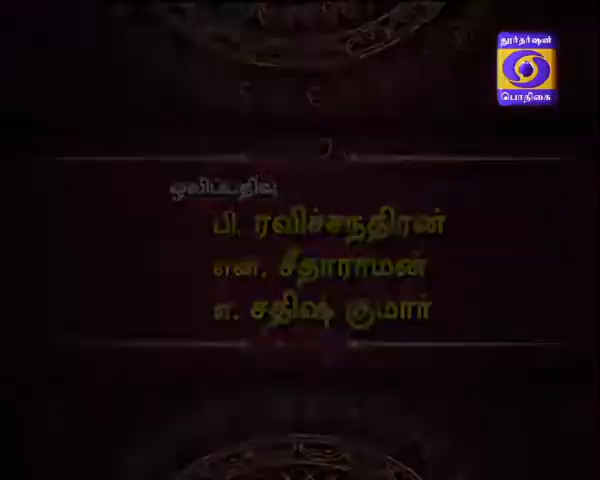 தூர்தர்ஷன்
பொதிகை
ஒலிப்பதிவு
பி. ரவிச்சந்திரன்
என். சீதாராமன்
எ. சதிஷ் குமார்